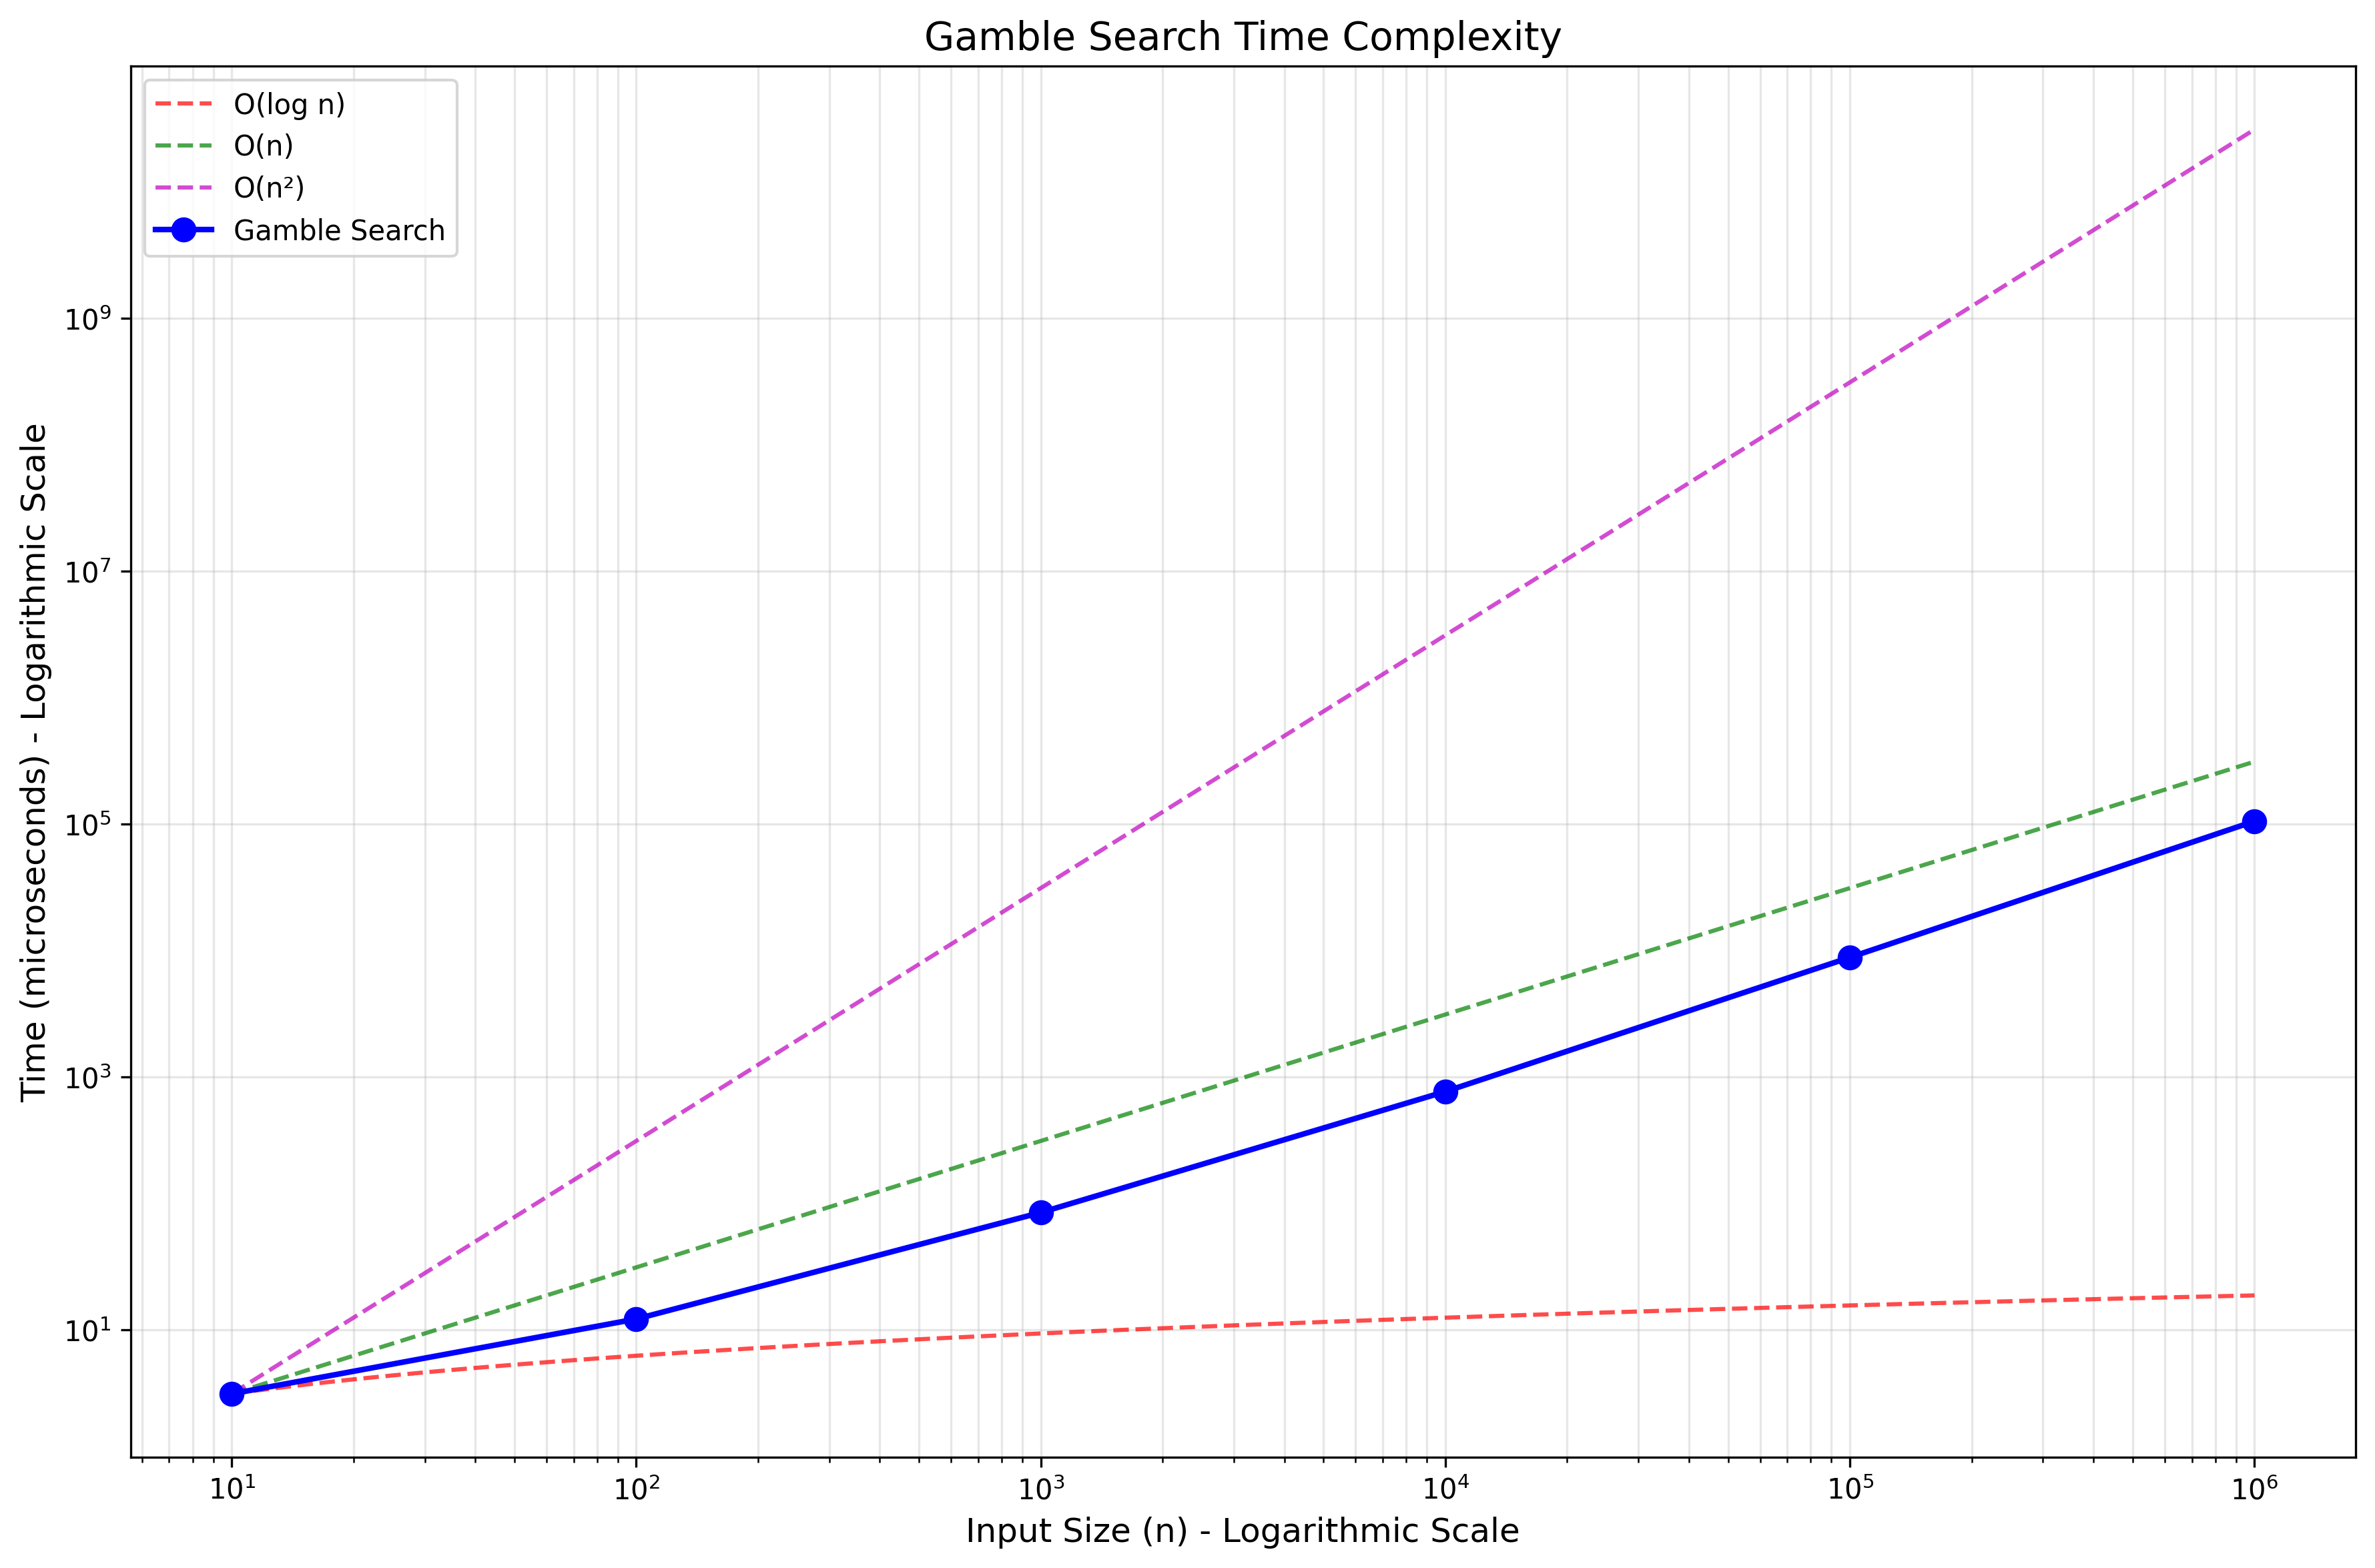 Gamble Search Time Complexity
O(log n)
O(n)
O(n²)
Gamble Search
Time (microseconds) - Logarithmic Scale
10⁹
10⁷
10⁵
10³
10¹
10¹ 10² 10³ 10⁴ 10⁵ 10⁶
Input Size (n) - Logarithmic Scale